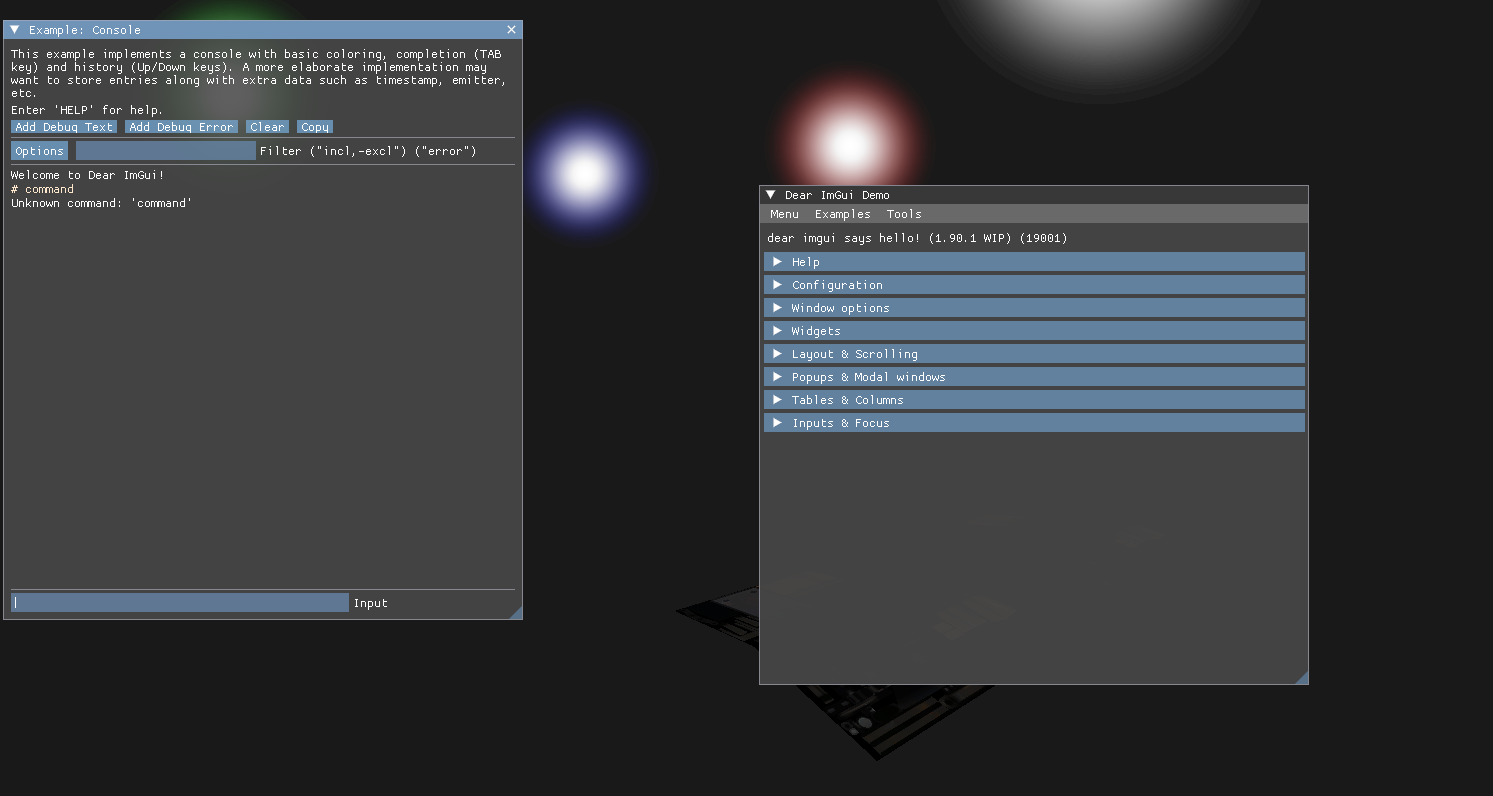 Example: Console
This example implements a console with basic coloring, completion (TAB
key) and history (Up/Down keys). A more elaborate implementation may
want to store entries along with extra data such as timestamp, emitter,
etc.
Enter 'HELP' for help.
Add Debug Text Add Debug Error Clear Copy
Options Filter ("incl,-excl") ("error")
Welcome to Dear ImGui!
# command
Unknown command: 'command'
Input
Dear ImGui Demo
Menu Examples Tools
dear imgui says hello! (1.90.1 WIP) (19001)
Help
Configuration
Window options
Widgets
Layout & Scrolling
Popups & Modal windows
Tables & Columns
Inputs & Focus